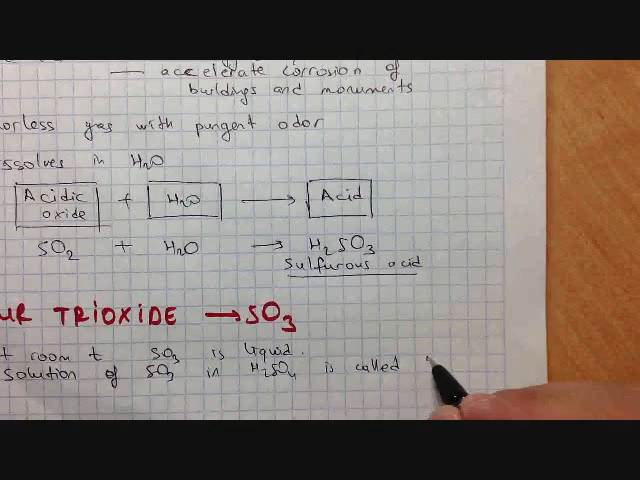 — accelerate corrosion of
buildings and monuments
orless gas with pungent odor
ssolves in H2O
Acidic oxide + H2O → Acid
SO2 + H2O → H2SO3
Sulfurous acid
UR TRiOXIDE → SO3
t room t SO3 is liquid.
solution of SO3 in H2SO4 is called